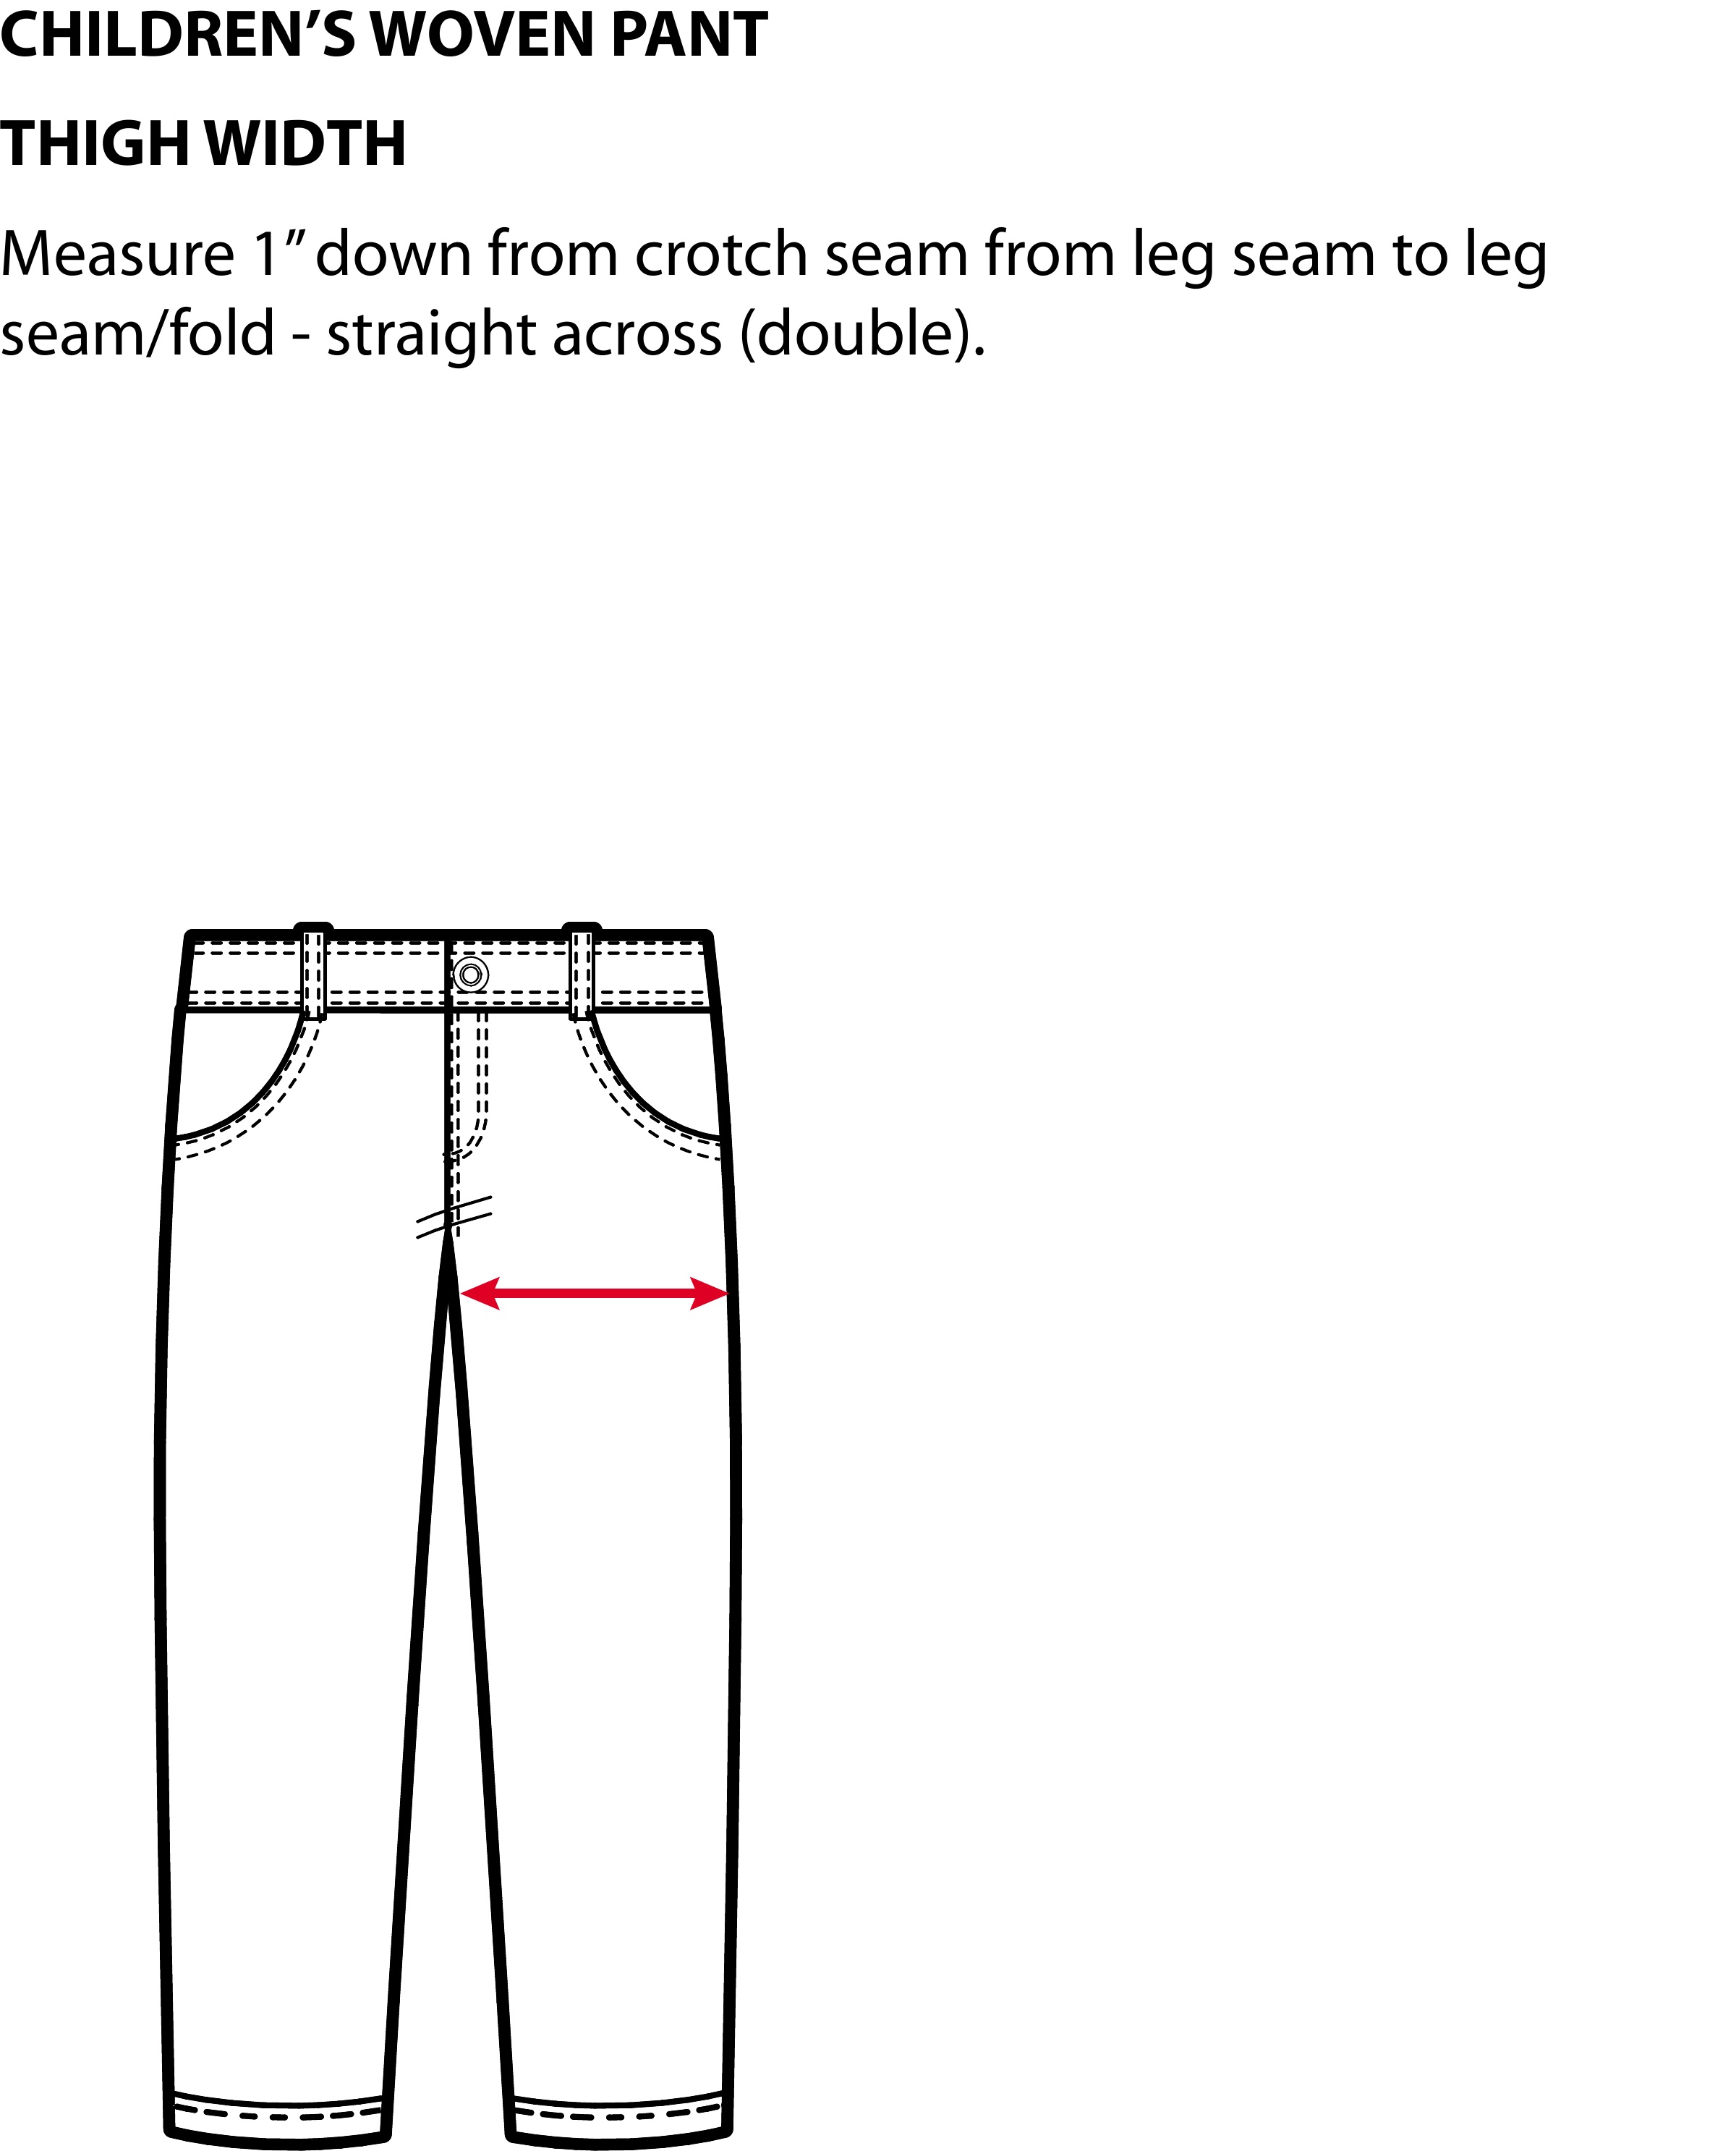 CHILDREN’S WOVEN PANT
THIGH WIDTH
Measure 1” down from crotch seam from leg seam to leg
seam/fold - straight across (double).